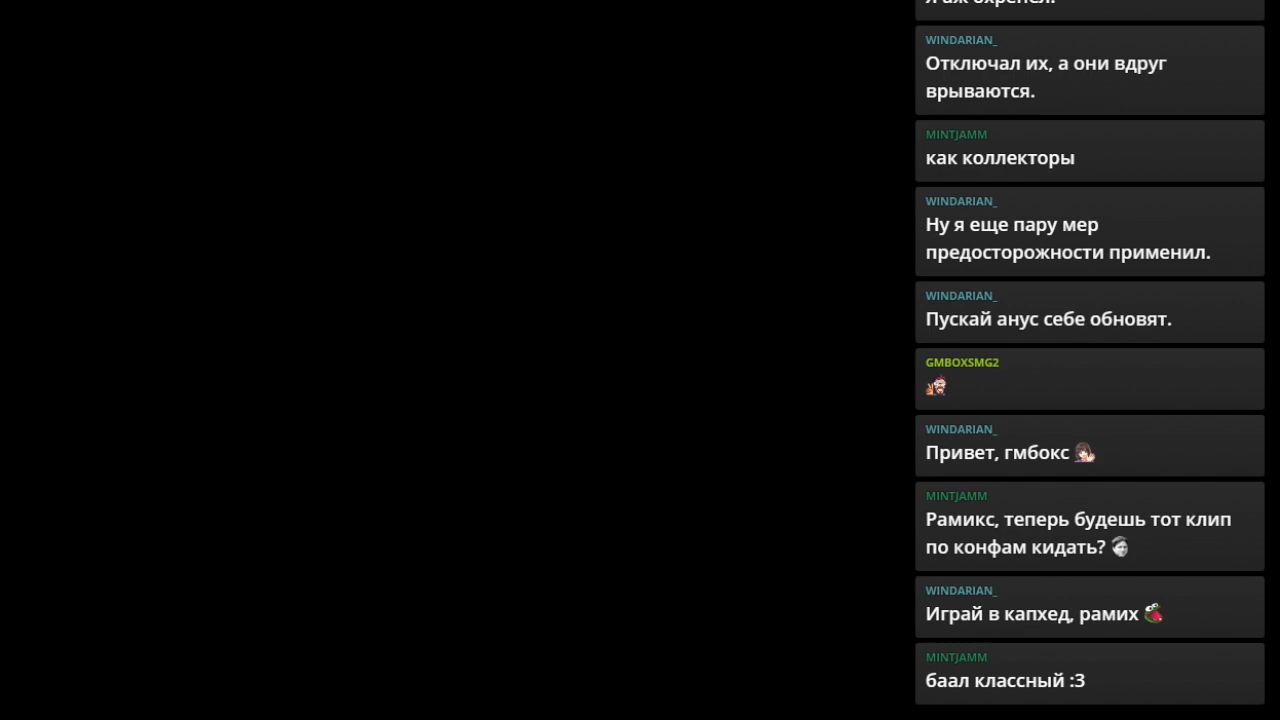 Я аж охренел.
WINDARIAN_
Отключал их, а они вдруг
врываются.
MINTJAMM
как коллекторы
WINDARIAN_
Ну я еще пару мер
предосторожности применил.
WINDARIAN_
Пускай анус себе обновят.
GMBOXSMG2
WINDARIAN_
Привет, гмбокс
MINTJAMM
Рамикс, теперь будешь тот клип
по конфам кидать?
WINDARIAN_
Играй в капхед, рамих
MINTJAMM
баал классный :3